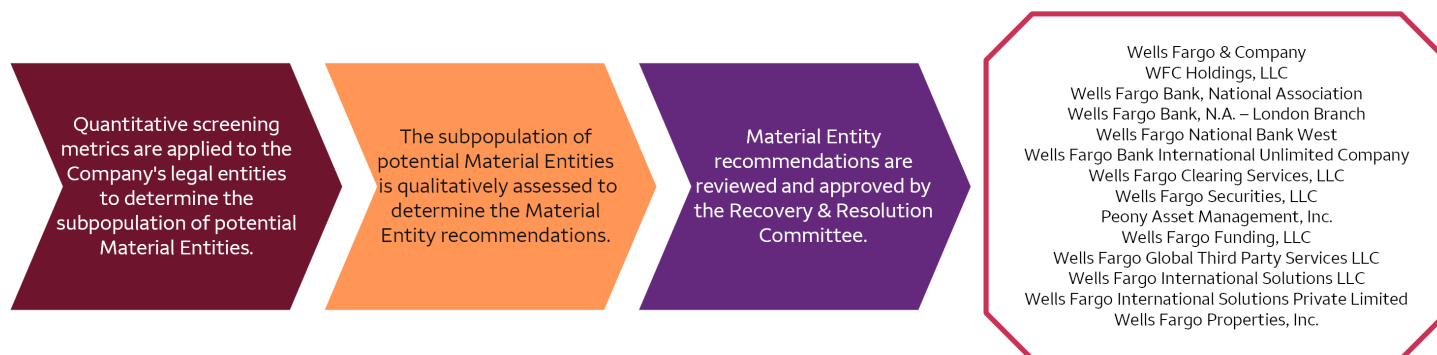 Quantitative screening
metrics are applied to the
Company's legal entities
to determine the
subpopulation of potential
Material Entities.
The subpopulation of
potential Material Entities
is qualitatively assessed to
determine the Material
Entity recommendations.
Material Entity
recommendations are
reviewed and approved by
the Recovery & Resolution
Committee.
Wells Fargo & Company
WFC Holdings, LLC
Wells Fargo Bank, National Association
Wells Fargo Bank, N.A. – London Branch
Wells Fargo National Bank West
Wells Fargo Bank International Unlimited Company
Wells Fargo Clearing Services, LLC
Wells Fargo Securities, LLC
Peony Asset Management, Inc.
Wells Fargo Funding, LLC
Wells Fargo Global Third Party Services LLC
Wells Fargo International Solutions LLC
Wells Fargo International Solutions Private Limited
Wells Fargo Properties, Inc.